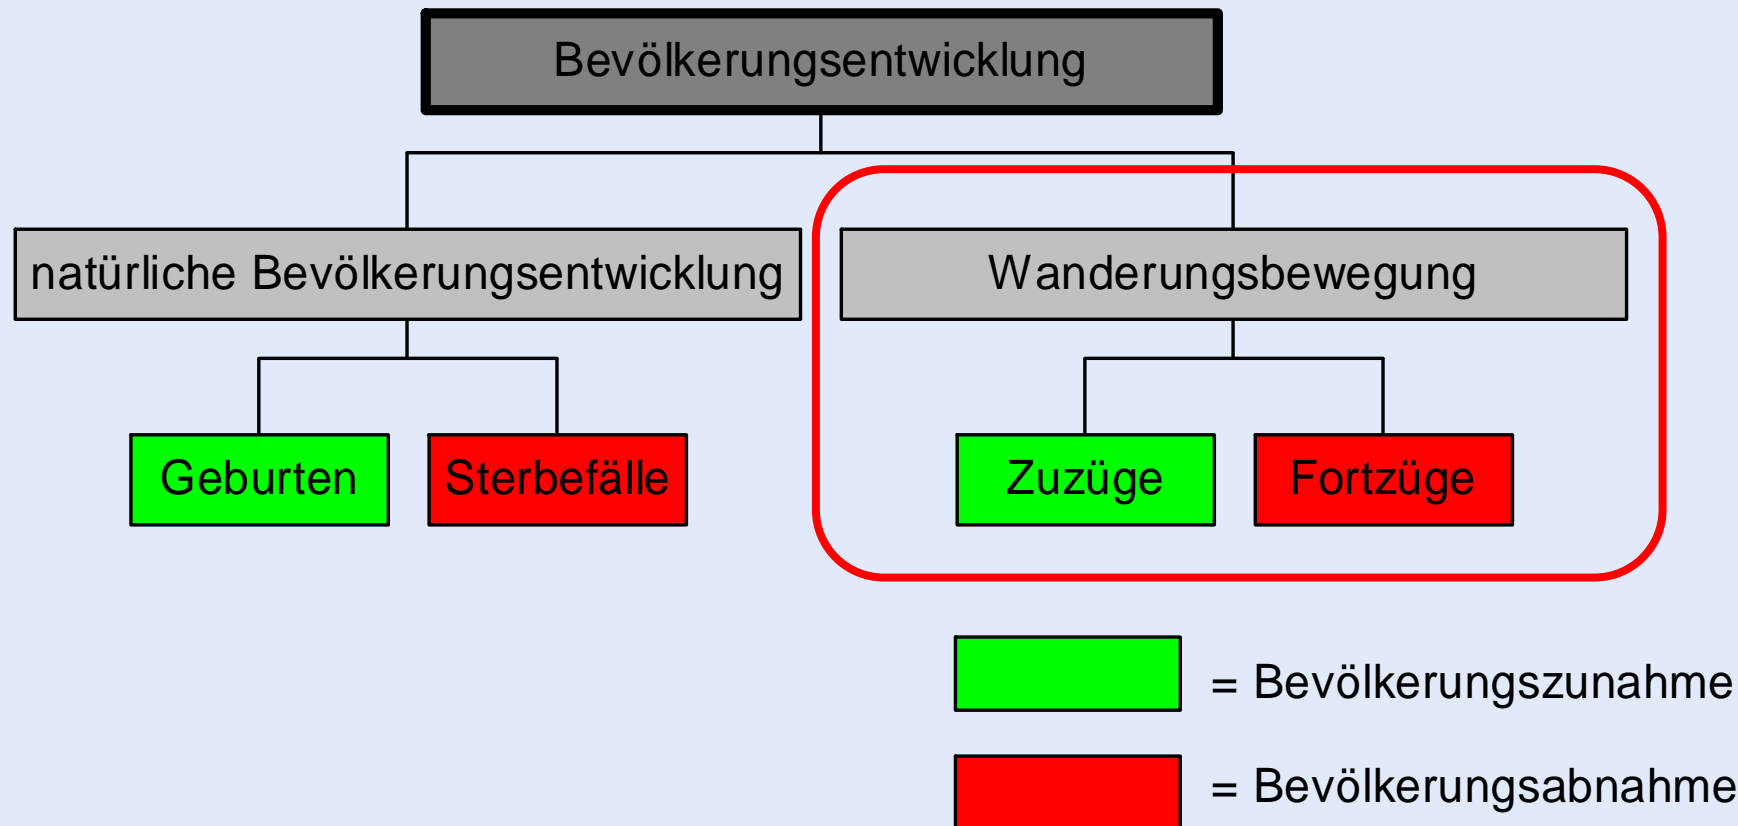 Bevölkerungsentwicklung
natürliche Bevölkerungsentwicklung
Wanderungsbewegung
Geburten
Sterbefälle
Zuzüge
Fortzüge
= Bevölkerungszunahme
= Bevölkerungsabnahme